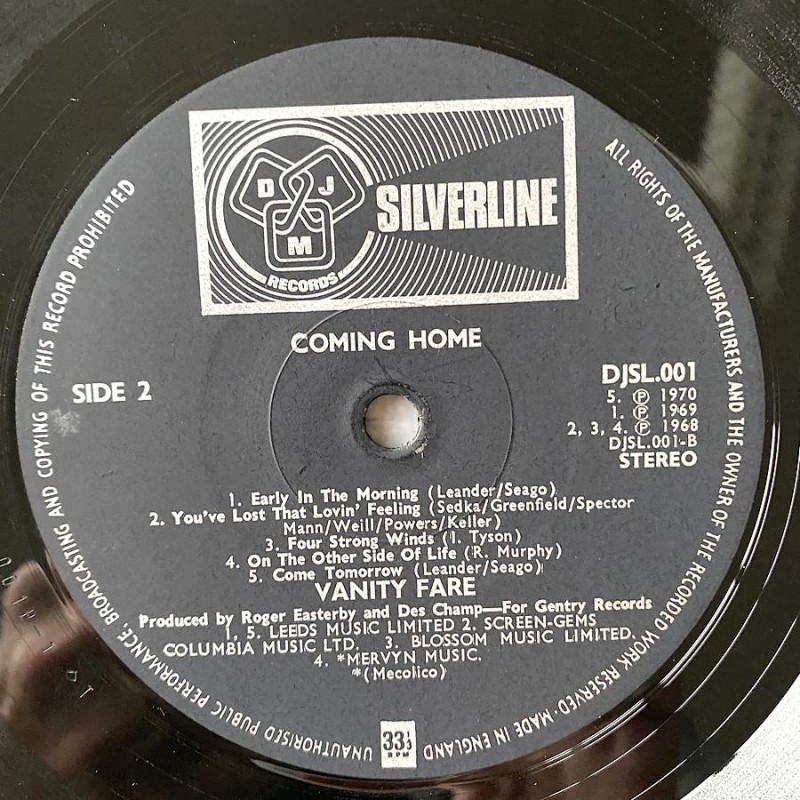 D J M
RECORDS
SILVERLINE
COMING HOME
SIDE 2
DJSL.001
5. Ⓟ 1970
1. Ⓟ 1969
2, 3, 4. Ⓟ 1968
DJSL.001-B
STEREO
1. Early In The Morning (Leander/Seago)
2. You've Lost That Lovin' Feeling (Sedka/Greenfield/Spector
Mann/Weill/Powers/Keller)
3. Four Strong Winds (I. Tyson)
4. On The Other Side Of Life (R. Murphy)
5. Come Tomorrow (Leander/Seago)
VANITY FARE
Produced by Roger Easterby and Des Champ—For Gentry Records
1, 5. LEEDS MUSIC LIMITED 2. SCREEN-GEMS
COLUMBIA MUSIC LTD. 3. BLOSSOM MUSIC LIMITED.
4. *MERVYN MUSIC.
*(Mecolico)
33⅓
RPM
ALL RIGHTS OF THE MANUFACTURERS AND THE OWNER OF THE RECORDED WORK RESERVED·MADE IN ENGLAND
UNAUTHORISED PUBLIC PERFORMANCE, BROADCASTING AND COPYING OF THIS RECORD PROHIBITED